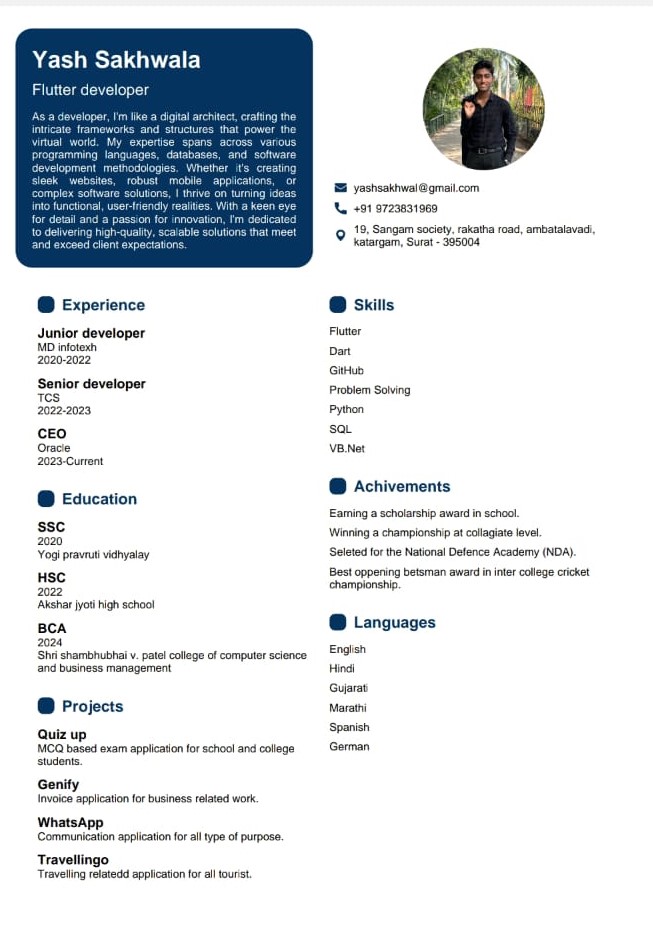 Yash Sakhwala
Flutter developer
As a developer, I'm like a digital architect, crafting the
intricate frameworks and structures that power the
virtual world. My expertise spans across various
programming languages, databases, and software
development methodologies. Whether it's creating
sleek websites, robust mobile applications, or
complex software solutions, I thrive on turning ideas
into functional, user-friendly realities. With a keen eye
for detail and a passion for innovation, I'm dedicated
to delivering high-quality, scalable solutions that meet
and exceed client expectations.
yashsakhwal@gmail.com
+91 9723831969
19, Sangam society, rakatha road, ambatalavadi,
katargam, Surat - 395004
Experience
Junior developer
MD infotexh
2020-2022
Senior developer
TCS
2022-2023
CEO
Oracle
2023-Current
Education
SSC
2020
Yogi pravruti vidhyalay
HSC
2022
Akshar jyoti high school
BCA
2024
Shri shambhubhai v. patel college of computer science
and business management
Projects
Quiz up
MCQ based exam application for school and college
students.
Genify
Invoice application for business related work.
WhatsApp
Communication application for all type of purpose.
Travellingo
Travelling relatedd application for all tourist.
Skills
Flutter
Dart
GitHub
Problem Solving
Python
SQL
VB.Net
Achivements
Earning a scholarship award in school.
Winning a championship at collagiate level.
Seleted for the National Defence Academy (NDA).
Best oppening betsman award in inter college cricket
championship.
Languages
English
Hindi
Gujarati
Marathi
Spanish
German